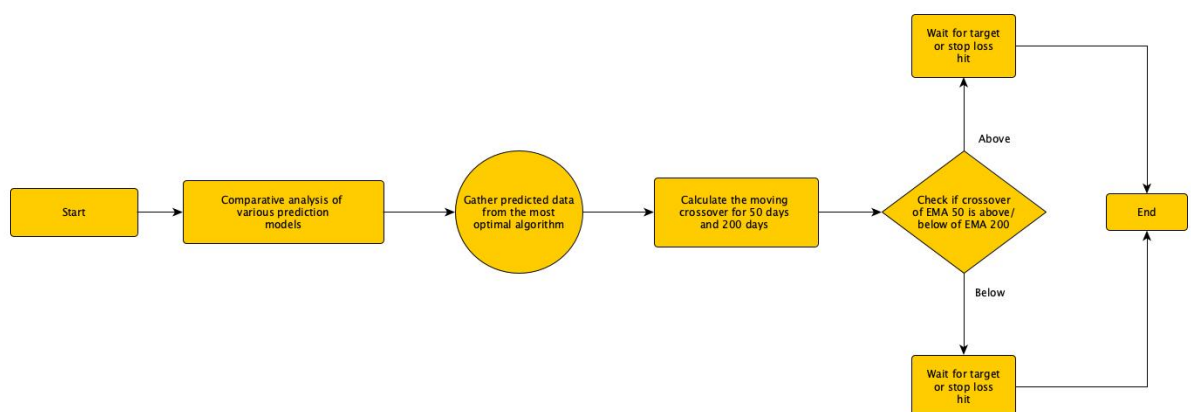 Start
Comparative analysis of
various prediction
models
Gather predicted data
from the most
optimal algorithm
Calculate the moving
crossover for 50 days
and 200 days
Check if crossover
of EMA 50 is above/
below of EMA 200
Above
Wait for target
or stop loss
hit
Below
Wait for target
or stop loss
hit
End